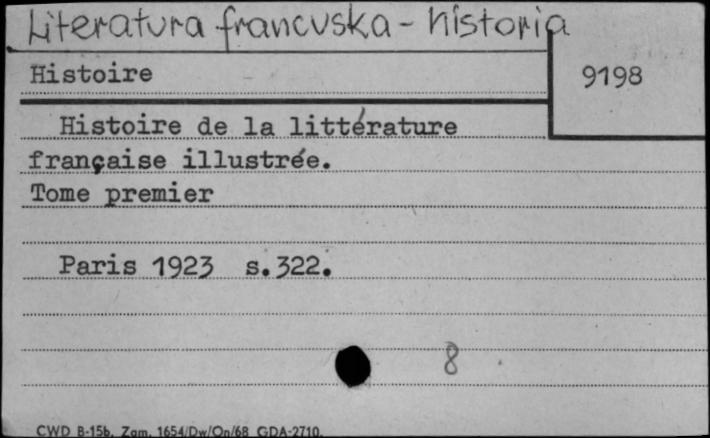 Literatura francuska - historia
Histoire
9198
Histoire de la littérature
française illustrée.
Tome premier
Paris 1923 s.322.
8
CWD B-15b. Zam. 1654/Dw/On/68 GDA-2710.